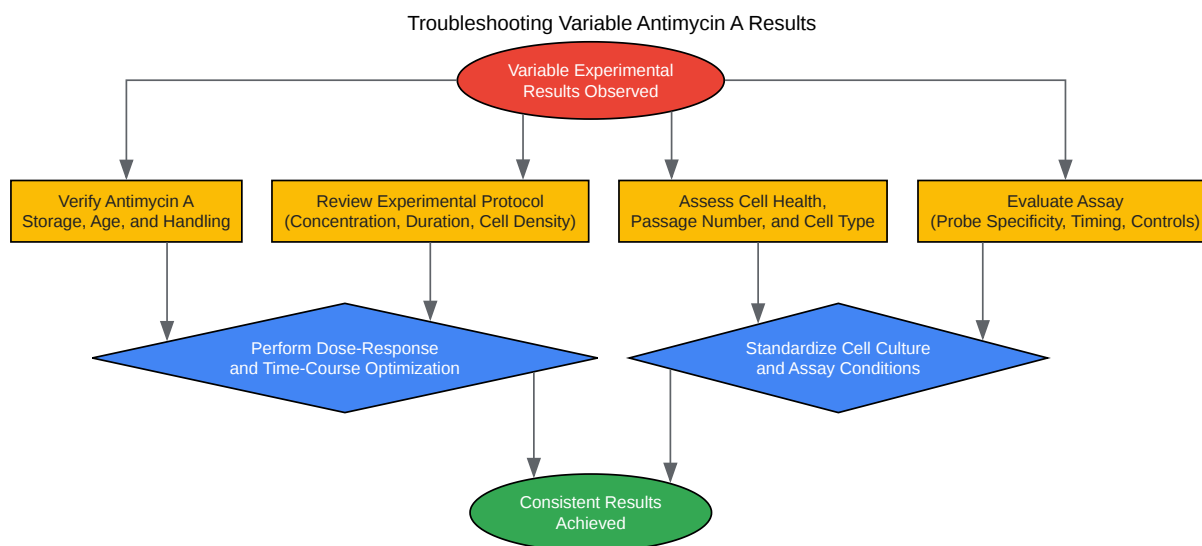 Troubleshooting Variable Antimycin A Results
Variable Experimental
Results Observed
Verify Antimycin A
Storage, Age, and Handling
Review Experimental Protocol
(Concentration, Duration, Cell Density)
Assess Cell Health,
Passage Number, and Cell Type
Evaluate Assay
(Probe Specificity, Timing, Controls)
Perform Dose-Response
and Time-Course Optimization
Standardize Cell Culture
and Assay Conditions
Consistent Results
Achieved